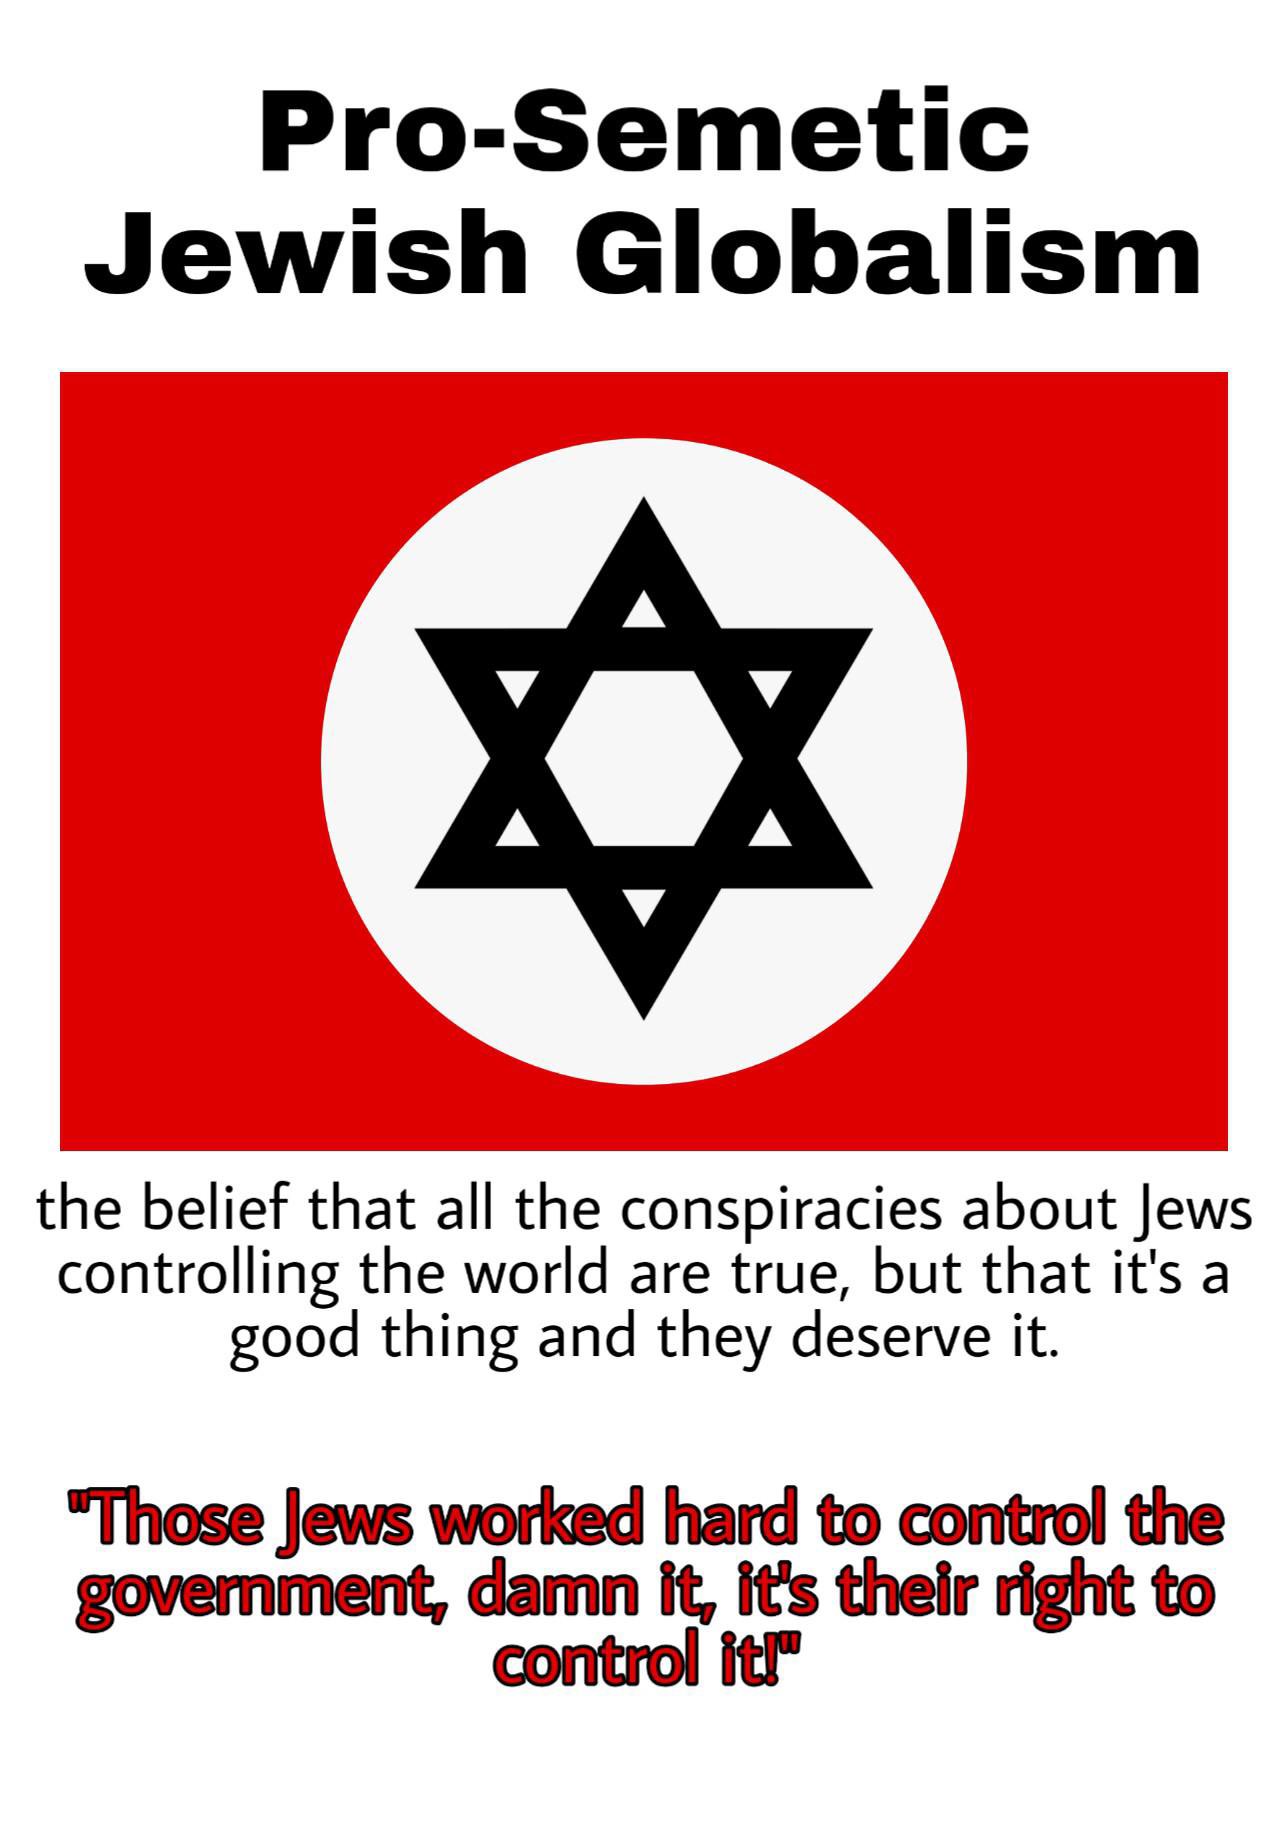 Pro-Semetic
Jewish Globalism
the belief that all the conspiracies about Jews
controlling the world are true, but that it's a
good thing and they deserve it.
"Those Jews worked hard to control the
government, damn it, it's their right to
control it!"